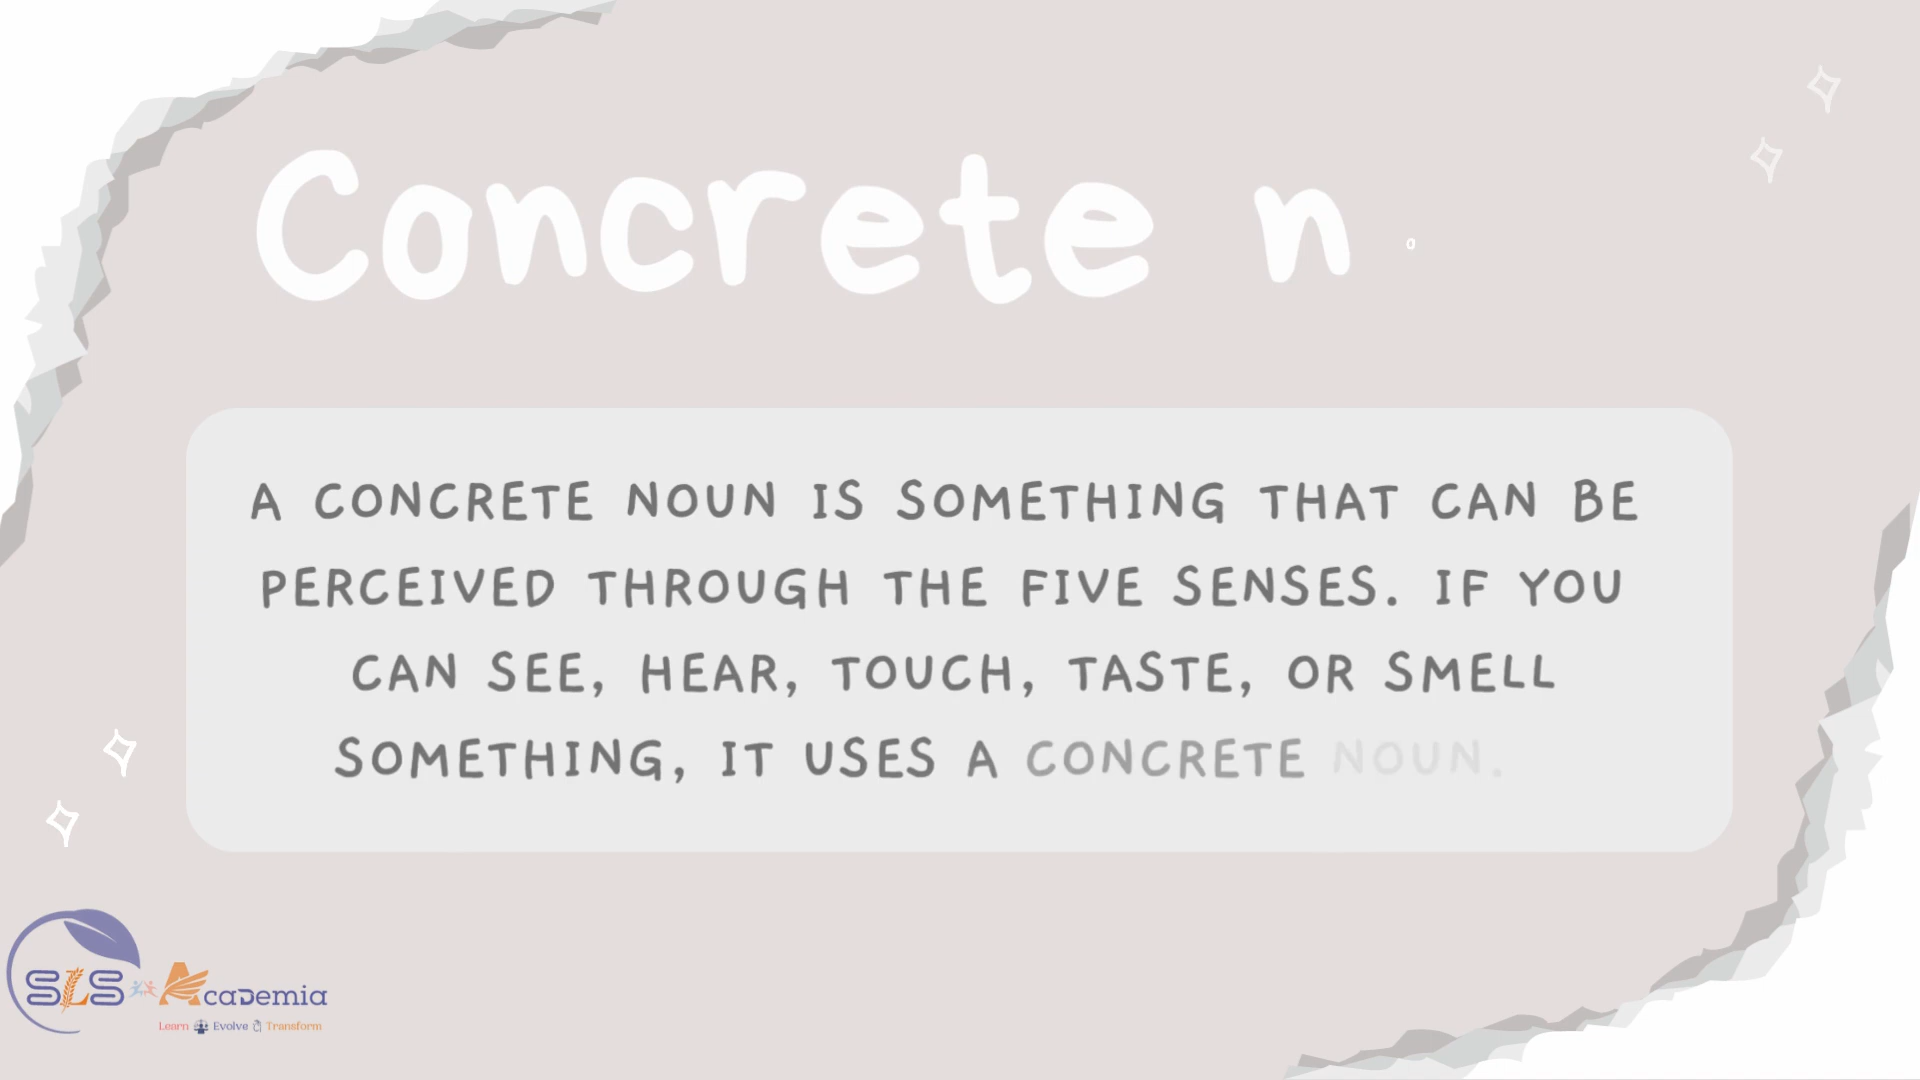 Concrete n o
A CONCRETE NOUN IS SOMETHING THAT CAN BE
PERCEIVED THROUGH THE FIVE SENSES. IF YOU
CAN SEE, HEAR, TOUCH, TASTE, OR SMELL
SOMETHING, IT USES A CONCRETE NOUN.
SLS Academia
Learn Evolve Transform